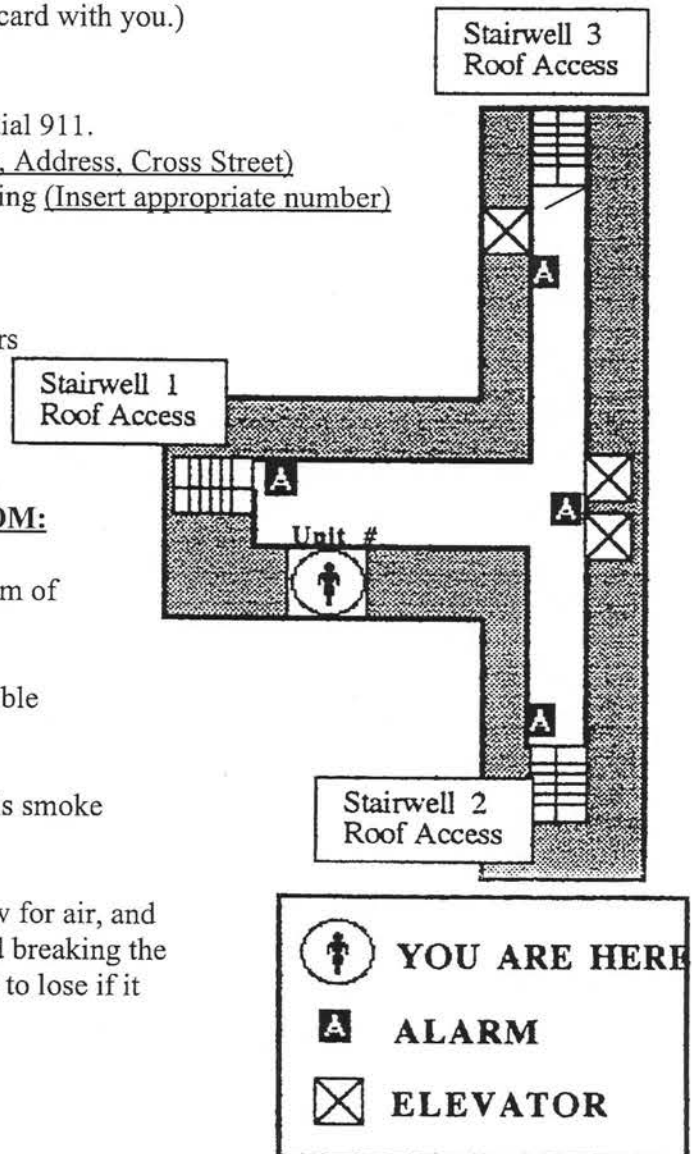 card with you.)
ial 911.
, Address, Cross Street)
ing (Insert appropriate number)
rs
OM:
m of
ble
s smoke
w for air, and
d breaking the
to lose if it
Stairwell 3
Roof Access
A
Stairwell 1
Roof Access
A
A
Unit #
A
Stairwell 2
Roof Access
YOU ARE HERE
A ALARM
ELEVATOR